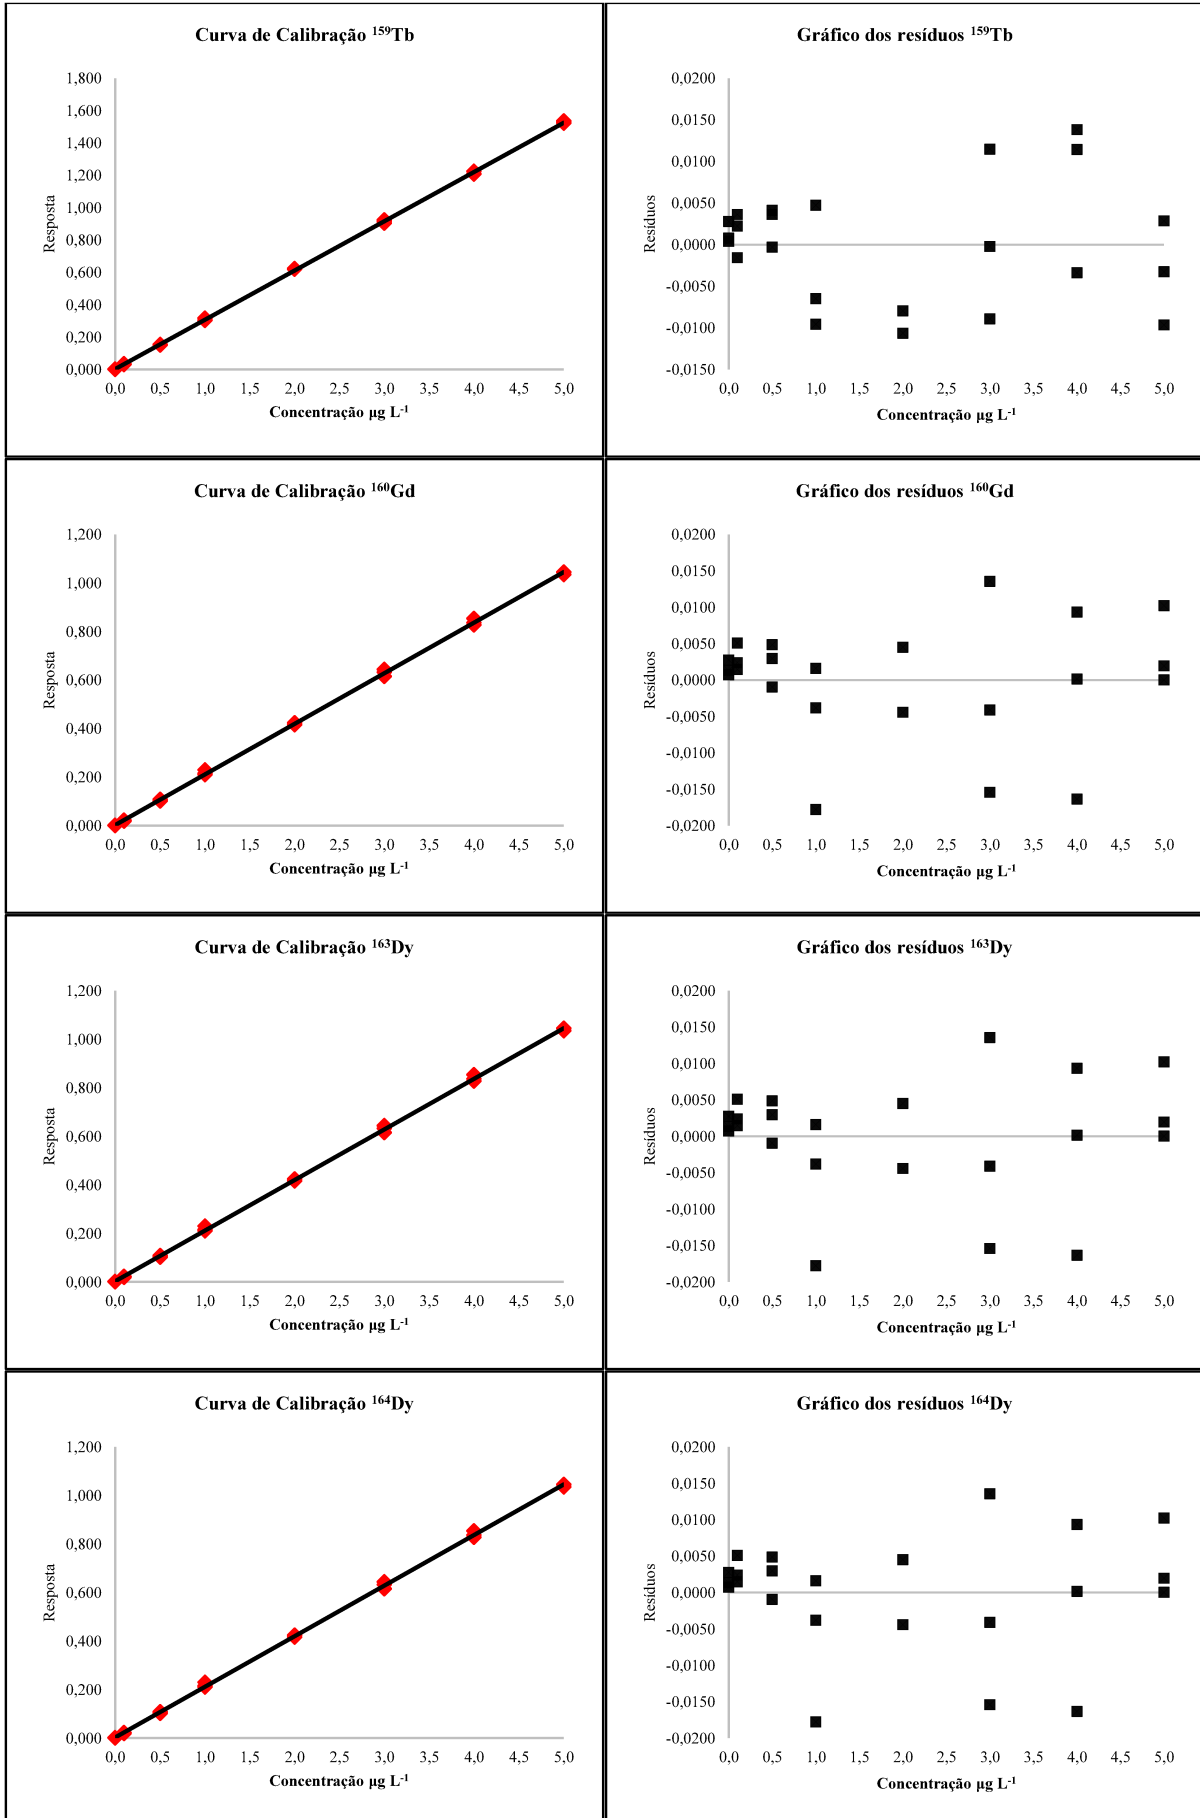 Curva de Calibração ¹⁵⁹Tb
Resposta
1,800
1,600
1,400
1,200
1,000
0,800
0,600
0,400
0,200
0,000
0,0 0,5 1,0 1,5 2,0 2,5 3,0 3,5 4,0 4,5 5,0
Concentração µg L⁻¹
Gráfico dos resíduos ¹⁵⁹Tb
Resíduos
0,0200
0,0150
0,0100
0,0050
0,0000
-0,0050
-0,0100
-0,0150
0,0 0,5 1,0 1,5 2,0 2,5 3,0 3,5 4,0 4,5 5,0
Concentração µg L⁻¹
Curva de Calibração ¹⁶⁰Gd
Resposta
1,200
1,000
0,800
0,600
0,400
0,200
0,000
0,0 0,5 1,0 1,5 2,0 2,5 3,0 3,5 4,0 4,5 5,0
Concentração µg L⁻¹
Gráfico dos resíduos ¹⁶⁰Gd
Resíduos
0,0200
0,0150
0,0100
0,0050
0,0000
-0,0050
-0,0100
-0,0150
-0,0200
0,0 0,5 1,0 1,5 2,0 2,5 3,0 3,5 4,0 4,5 5,0
Concentração µg L⁻¹
Curva de Calibração ¹⁶³Dy
Resposta
1,200
1,000
0,800
0,600
0,400
0,200
0,000
0,0 0,5 1,0 1,5 2,0 2,5 3,0 3,5 4,0 4,5 5,0
Concentração µg L⁻¹
Gráfico dos resíduos ¹⁶³Dy
Resíduos
0,0200
0,0150
0,0100
0,0050
0,0000
-0,0050
-0,0100
-0,0150
-0,0200
0,0 0,5 1,0 1,5 2,0 2,5 3,0 3,5 4,0 4,5 5,0
Concentração µg L⁻¹
Curva de Calibração ¹⁶⁴Dy
Resposta
1,200
1,000
0,800
0,600
0,400
0,200
0,000
0,0 0,5 1,0 1,5 2,0 2,5 3,0 3,5 4,0 4,5 5,0
Concentração µg L⁻¹
Gráfico dos resíduos ¹⁶⁴Dy
Resíduos
0,0200
0,0150
0,0100
0,0050
0,0000
-0,0050
-0,0100
-0,0150
-0,0200
0,0 0,5 1,0 1,5 2,0 2,5 3,0 3,5 4,0 4,5 5,0
Concentração µg L⁻¹